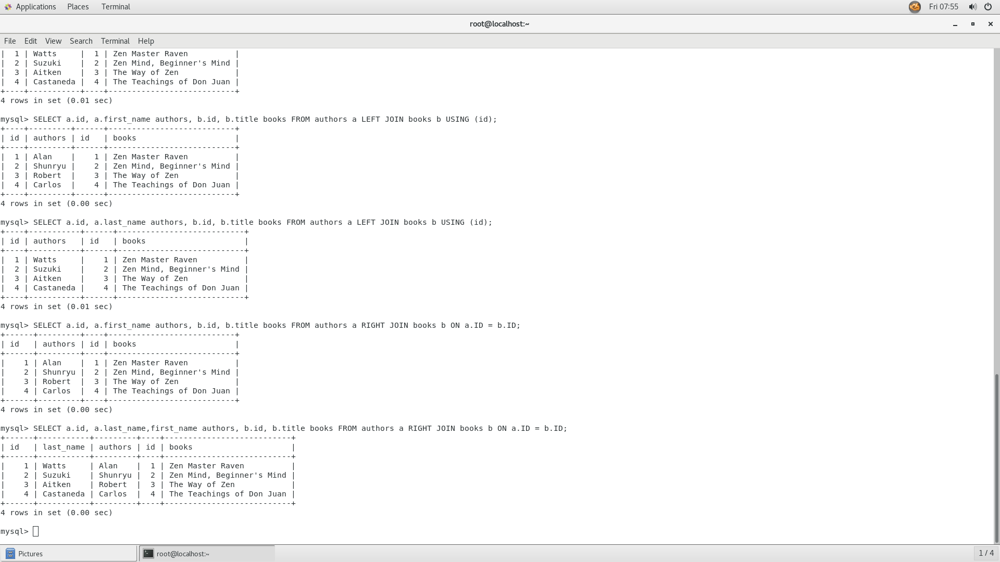 Applications Places Terminal Fri 07:55
root@localhost:~
File Edit View Search Terminal Help
|  1 | Watts     |  1 | Zen Master Raven          |
|  2 | Suzuki    |  2 | Zen Mind, Beginner's Mind |
|  3 | Aitken    |  3 | The Way of Zen            |
|  4 | Castaneda |  4 | The Teachings of Don Juan |
+----+-----------+----+---------------------------+
4 rows in set (0.01 sec)
mysql> SELECT a.id, a.first_name authors, b.id, b.title books FROM authors a LEFT JOIN books b USING (id);
+----+---------+------+---------------------------+
| id | authors | id   | books                     |
+----+---------+------+---------------------------+
|  1 | Alan    |    1 | Zen Master Raven          |
|  2 | Shunryu |    2 | Zen Mind, Beginner's Mind |
|  3 | Robert  |    3 | The Way of Zen            |
|  4 | Carlos  |    4 | The Teachings of Don Juan |
+----+---------+------+---------------------------+
4 rows in set (0.00 sec)
mysql> SELECT a.id, a.last_name authors, b.id, b.title books FROM authors a LEFT JOIN books b USING (id);
+----+-----------+------+---------------------------+
| id | authors   | id   | books                     |
+----+-----------+------+---------------------------+
|  1 | Watts     |    1 | Zen Master Raven          |
|  2 | Suzuki    |    2 | Zen Mind, Beginner's Mind |
|  3 | Aitken    |    3 | The Way of Zen            |
|  4 | Castaneda |    4 | The Teachings of Don Juan |
+----+-----------+------+---------------------------+
4 rows in set (0.01 sec)
mysql> SELECT a.id, a.first_name authors, b.id, b.title books FROM authors a RIGHT JOIN books b ON a.ID = b.ID;
+------+---------+----+---------------------------+
| id   | authors | id | books                     |
+------+---------+----+---------------------------+
|    1 | Alan    |  1 | Zen Master Raven          |
|    2 | Shunryu |  2 | Zen Mind, Beginner's Mind |
|    3 | Robert  |  3 | The Way of Zen            |
|    4 | Carlos  |  4 | The Teachings of Don Juan |
+------+---------+----+---------------------------+
4 rows in set (0.00 sec)
mysql> SELECT a.id, a.last_name,first_name authors, b.id, b.title books FROM authors a RIGHT JOIN books b ON a.ID = b.ID;
+------+-----------+---------+----+---------------------------+
| id   | last_name | authors | id | books                     |
+------+-----------+---------+----+---------------------------+
|    1 | Watts     | Alan    |  1 | Zen Master Raven          |
|    2 | Suzuki    | Shunryu |  2 | Zen Mind, Beginner's Mind |
|    3 | Aitken    | Robert  |  3 | The Way of Zen            |
|    4 | Castaneda | Carlos  |  4 | The Teachings of Don Juan |
+------+-----------+---------+----+---------------------------+
4 rows in set (0.00 sec)
mysql>
Pictures root@localhost:~ 1 / 4